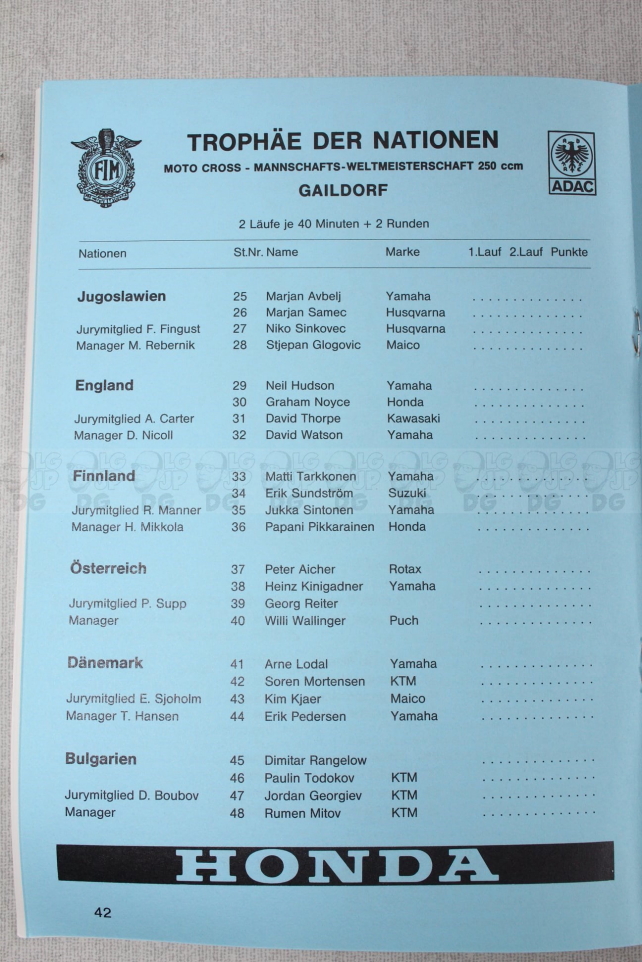 FIM
TROPHÄE DER NATIONEN
MOTO CROSS - MANNSCHAFTS-WELTMEISTERSCHAFT 250 ccm
GAILDORF
ADAC
2 Läufe je 40 Minuten + 2 Runden
Nationen St.Nr. Name Marke 1.Lauf 2.Lauf Punkte
Jugoslawien 25 Marjan Avbelj Yamaha . . . . . . . . . . . . . .
26 Marjan Samec Husqvarna . . . . . . . . . . . . . .
Jurymitglied F. Fingust 27 Niko Sinkovec Husqvarna . . . . . . . . . . . . . .
Manager M. Rebernik 28 Stjepan Glogovic Maico . . . . . . . . . . . . . .
England 29 Neil Hudson Yamaha . . . . . . . . . . . . . .
30 Graham Noyce Honda . . . . . . . . . . . . . .
Jurymitglied A. Carter 31 David Thorpe Kawasaki . . . . . . . . . . . . . .
Manager D. Nicoll 32 David Watson Yamaha . . . . . . . . . . . . . .
Finnland 33 Matti Tarkkonen Yamaha . . . . . . . . . . . . . .
34 Erik Sundström Suzuki . . . . . . . . . . . . . .
Jurymitglied R. Manner 35 Jukka Sintonen Yamaha . . . . . . . . . . . . . .
Manager H. Mikkola 36 Papani Pikkarainen Honda . . . . . . . . . . . . . .
Österreich 37 Peter Aicher Rotax . . . . . . . . . . . . . .
38 Heinz Kinigadner Yamaha . . . . . . . . . . . . . .
Jurymitglied P. Supp 39 Georg Reiter . . . . . . . . . . . . . .
Manager 40 Willi Wallinger Puch . . . . . . . . . . . . . .
Dänemark 41 Arne Lodal Yamaha . . . . . . . . . . . . . .
42 Soren Mortensen KTM . . . . . . . . . . . . . .
Jurymitglied E. Sjoholm 43 Kim Kjaer Maico . . . . . . . . . . . . . .
Manager T. Hansen 44 Erik Pedersen Yamaha . . . . . . . . . . . . . .
Bulgarien 45 Dimitar Rangelow . . . . . . . . . . . . . .
46 Paulin Todokov KTM . . . . . . . . . . . . . .
Jurymitglied D. Boubov 47 Jordan Georgiev KTM . . . . . . . . . . . . . .
Manager 48 Rumen Mitov KTM . . . . . . . . . . . . . .
HONDA
42